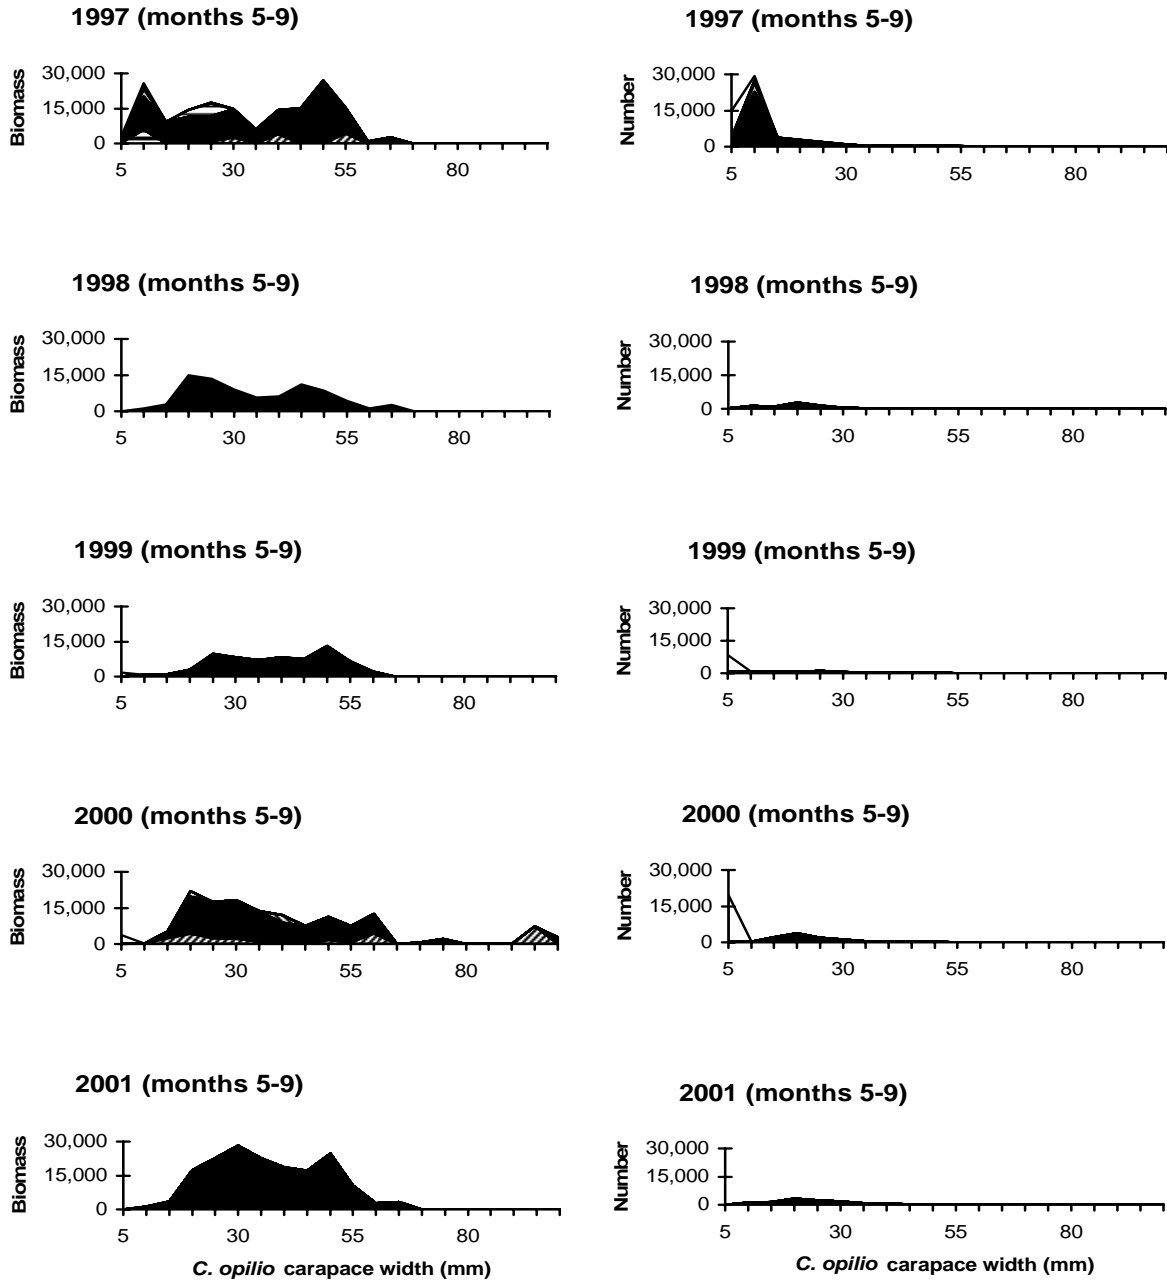 1997 (months 5-9)
Biomass
30,000
15,000
0
5 30 55 80
1997 (months 5-9)
Number
30,000
15,000
0
5 30 55 80
1998 (months 5-9)
Biomass
30,000
15,000
0
5 30 55 80
1998 (months 5-9)
Number
30,000
15,000
0
5 30 55 80
1999 (months 5-9)
Biomass
30,000
15,000
0
5 30 55 80
1999 (months 5-9)
Number
30,000
15,000
0
5 30 55 80
2000 (months 5-9)
Biomass
30,000
15,000
0
5 30 55 80
2000 (months 5-9)
Number
30,000
15,000
0
5 30 55 80
2001 (months 5-9)
Biomass
30,000
15,000
0
5 30 55 80
C. opilio carapace width (mm)
2001 (months 5-9)
Number
30,000
15,000
0
5 30 55 80
C. opilio carapace width (mm)